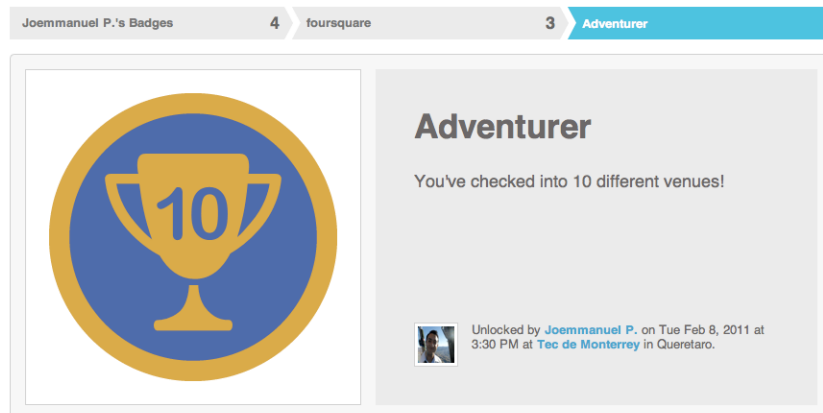 Joemmanuel P.'s Badges 4 foursquare 3 Adventurer
10
Adventurer
You've checked into 10 different venues!
Unlocked by Joemmanuel P. on Tue Feb 8, 2011 at
3:30 PM at Tec de Monterrey in Queretaro.